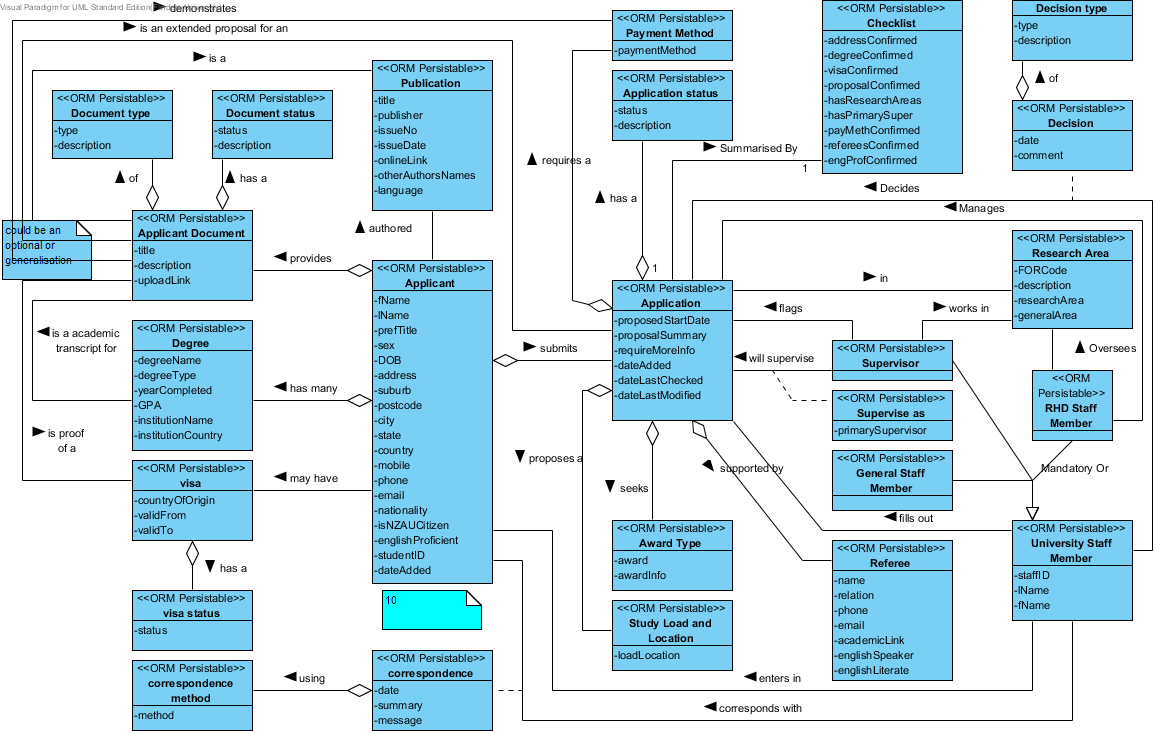 Visual Paradigm for UML Standard Edition(
demonstrates
is an extended proposal for an
is a
<<ORM Persistable>>
Document type
-type
-description
<<ORM Persistable>>
Document status
-status
-description
of
has a
could be an
optional or
generalisation
<<ORM Persistable>>
Applicant Document
-title
-description
-uploadLink
<<ORM Persistable>>
Publication
-title
-publisher
-issueNo
-issueDate
-onlineLink
-otherAuthorsNames
-language
authored
provides
<<ORM Persistable>>
Applicant
-fName
-lName
-prefTitle
-sex
-DOB
-address
-suburb
-postcode
-city
-state
-country
-mobile
-phone
-email
-nationality
-isNZAUCitizen
-englishProficient
-studentID
-dateAdded
10
is a academic
transcript for
<<ORM Persistable>>
Degree
-degreeName
-degreeType
-yearCompleted
-GPA
-institutionName
-institutionCountry
has many
is proof
of a
<<ORM Persistable>>
visa
-countryOfOrigin
-validFrom
-validTo
may have
has a
<<ORM Persistable>>
visa status
-status
<<ORM Persistable>>
correspondence
method
-method
using
<<ORM Persistable>>
correspondence
-date
-summary
-message
<<ORM Persistable>>
Payment Method
-paymentMethod
<<ORM Persistable>>
Application status
-status
-description
requires a
has a
1
Summarised By
1
<<ORM Persistable>>
Checklist
-addressConfirmed
-degreeConfirmed
-visaConfirmed
-proposalConfirmed
-hasResearchAreas
-hasPrimarySuper
-payMethConfirmed
-refereesConfirmed
-engProfConfirmed
Decision type
-type
-description
of
<<ORM Persistable>>
Decision
-date
-comment
Decides
Manages
<<ORM Persistable>>
Application
-proposedStartDate
-proposalSummary
-requireMoreInfo
-dateAdded
-dateLastChecked
-dateLastModified
submits
in
flags
works in
will supervise
<<ORM Persistable>>
Research Area
-FORCode
-description
-researchArea
-generalArea
Oversees
<<ORM Persistable>>
Supervisor
<<ORM Persistable>>
Supervise as
-primarySupervisor
<<ORM
Persistable>>
RHD Staff
Member
<<ORM Persistable>>
General Staff
Member
Mandatory Or
proposes a
seeks
supported by
fills out
<<ORM Persistable>>
Award Type
-award
-awardInfo
<<ORM Persistable>>
Study Load and
Location
-loadLocation
<<ORM Persistable>>
Referee
-name
-relation
-phone
-email
-academicLink
-englishSpeaker
-englishLiterate
<<ORM Persistable>>
University Staff
Member
-staffID
-lName
-fName
enters in
corresponds with